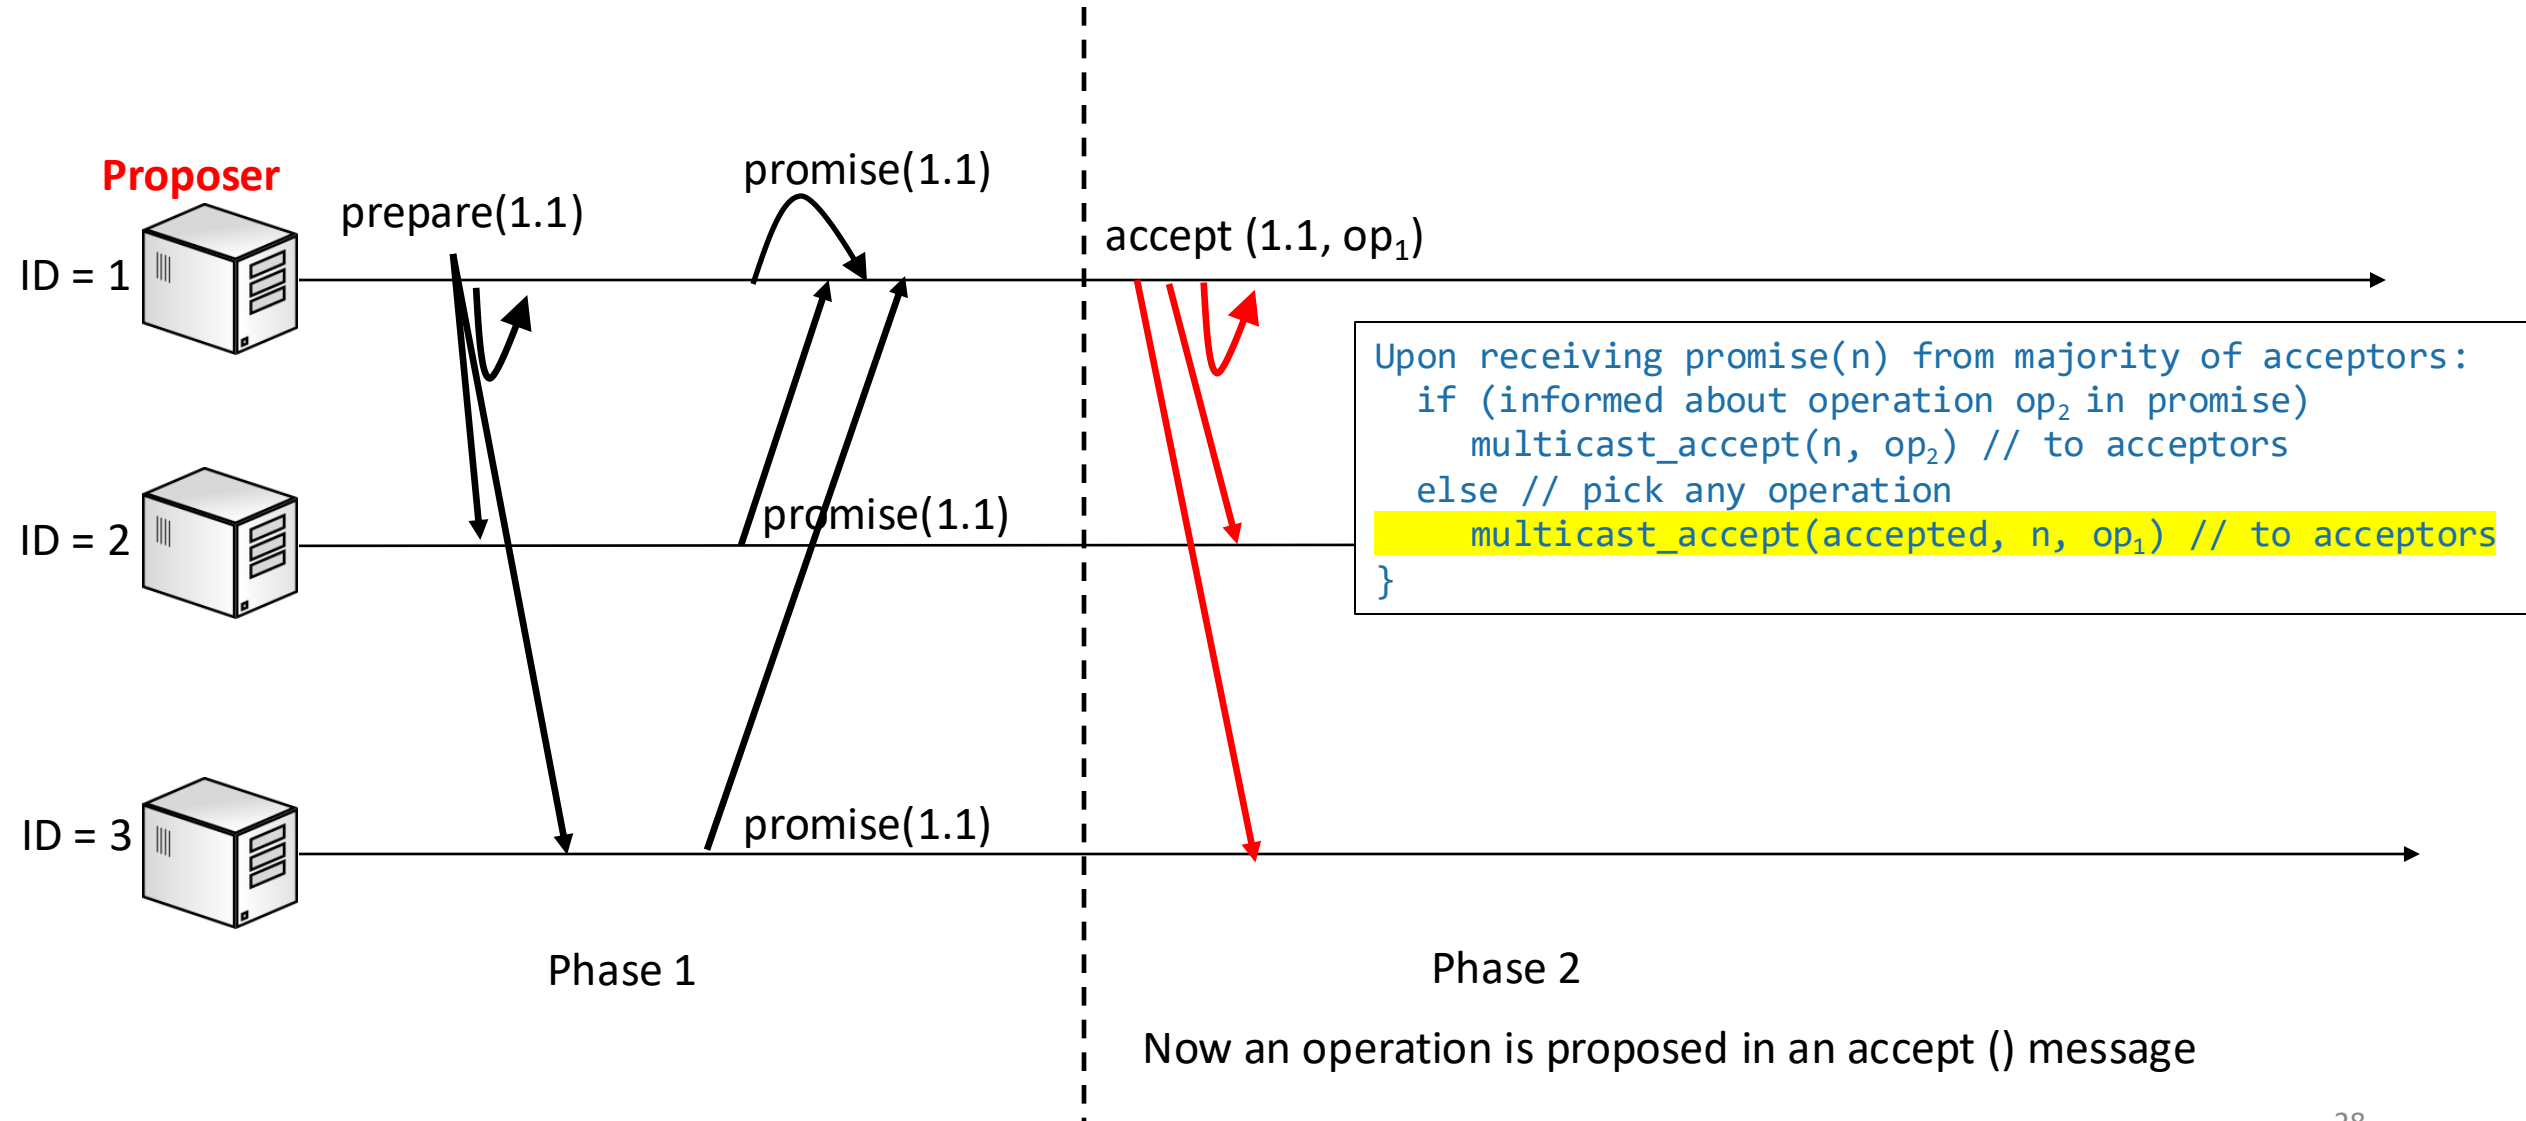 Proposer
ID = 1
prepare(1.1)
promise(1.1)
accept (1.1, op₁)
Upon receiving promise(n) from majority of acceptors:
if (informed about operation op₂ in promise)
multicast_accept(n, op₂) // to acceptors
else // pick any operation
multicast_accept(accepted, n, op₁) // to acceptors
}
ID = 2
promise(1.1)
ID = 3
promise(1.1)
Phase 1
Phase 2
Now an operation is proposed in an accept () message